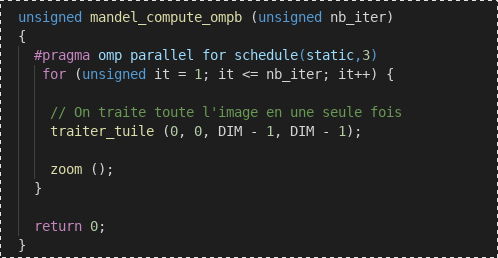 unsigned mandel_compute_ompb (unsigned nb_iter)
{
#pragma omp parallel for schedule(static,3)
for (unsigned it = 1; it <= nb_iter; it++) {
// On traite toute l'image en une seule fois
traiter_tuile (0, 0, DIM - 1, DIM - 1);
zoom ();
}
return 0;
}